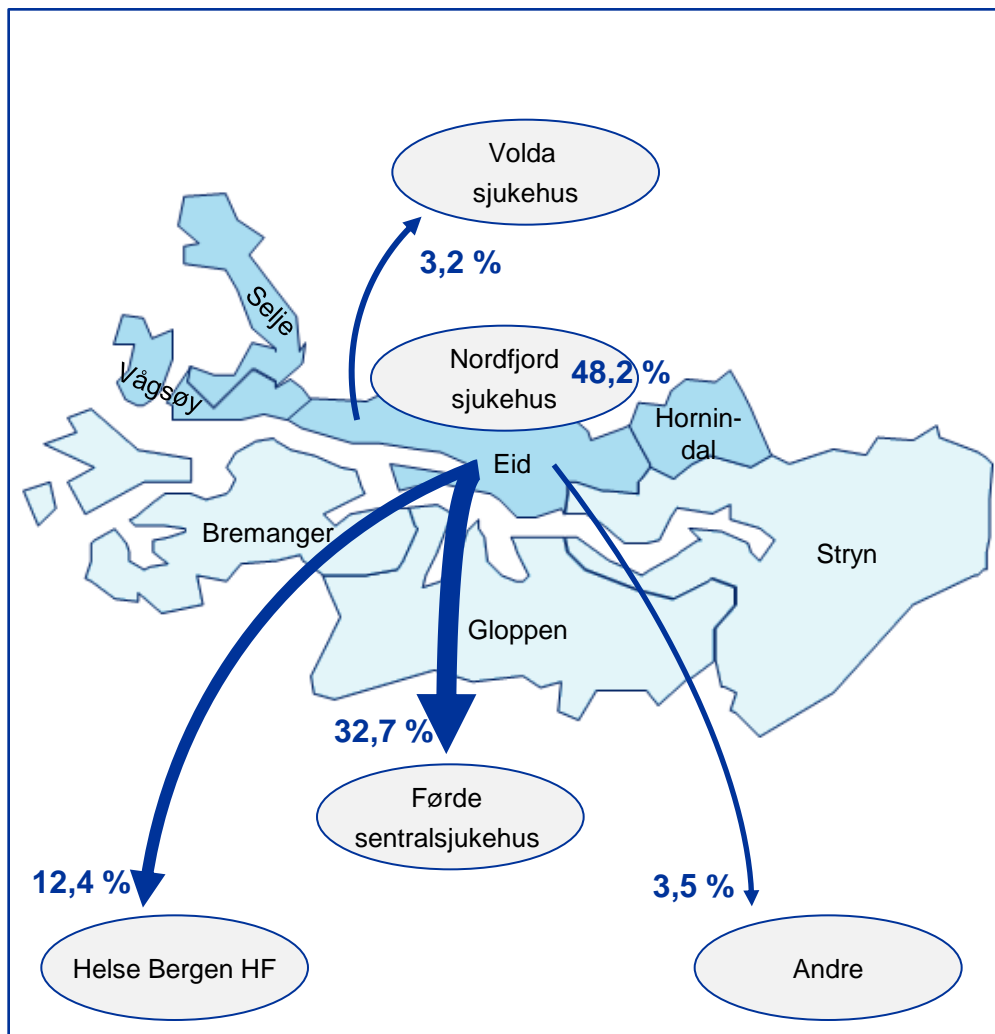 Volda
sjukehus
3,2 %
Selje
Vågsøy
Nordfjord
sjukehus
48,2 %
Hornin-
dal
Eid
Bremanger
Stryn
Gloppen
32,7 %
Førde
sentralsjukehus
12,4 %
3,5 %
Helse Bergen HF
Andre